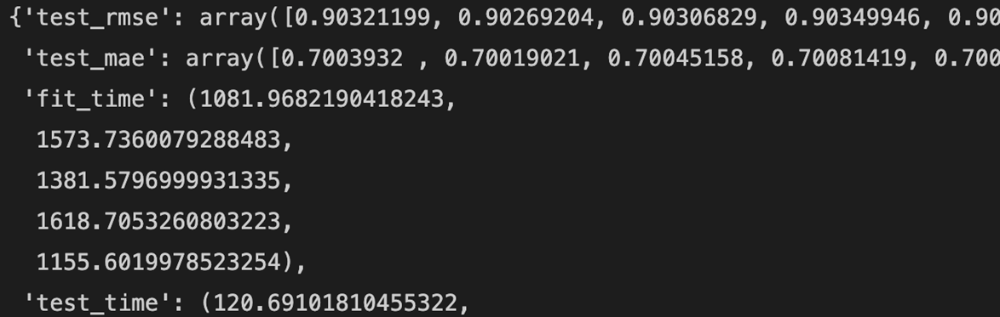 {'test_rmse': array([0.90321199, 0.90269204, 0.90306829, 0.90349946, 0.90
'test_mae': array([0.7003932 , 0.70019021, 0.70045158, 0.70081419, 0.700
'fit_time': (1081.9682190418243,
1573.7360079288483,
1381.5796999931335,
1618.7053260803223,
1155.6019978523254),
'test_time': (120.69101810455322,